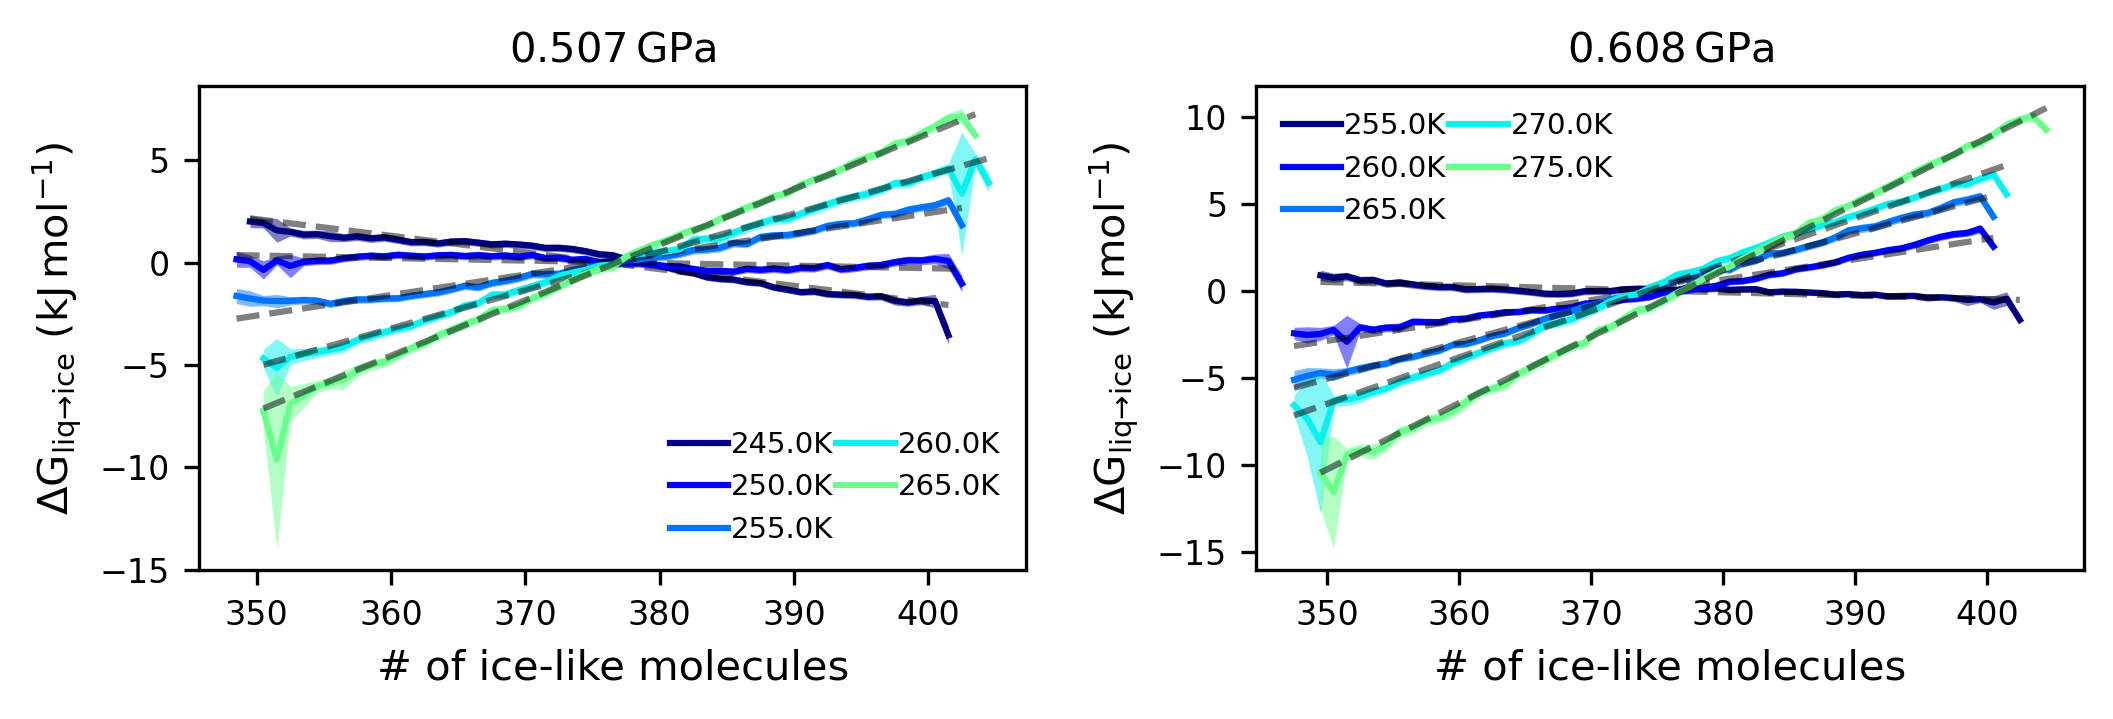 0.507 GPa
ΔG_liq→ice (kJ mol⁻¹)
5
0
−5
−10
−15
245.0K 260.0K
250.0K 265.0K
255.0K
350 360 370 380 390 400
# of ice-like molecules
0.608 GPa
ΔG_liq→ice (kJ mol⁻¹)
10
5
0
−5
−10
−15
255.0K 270.0K
260.0K 275.0K
265.0K
350 360 370 380 390 400
# of ice-like molecules